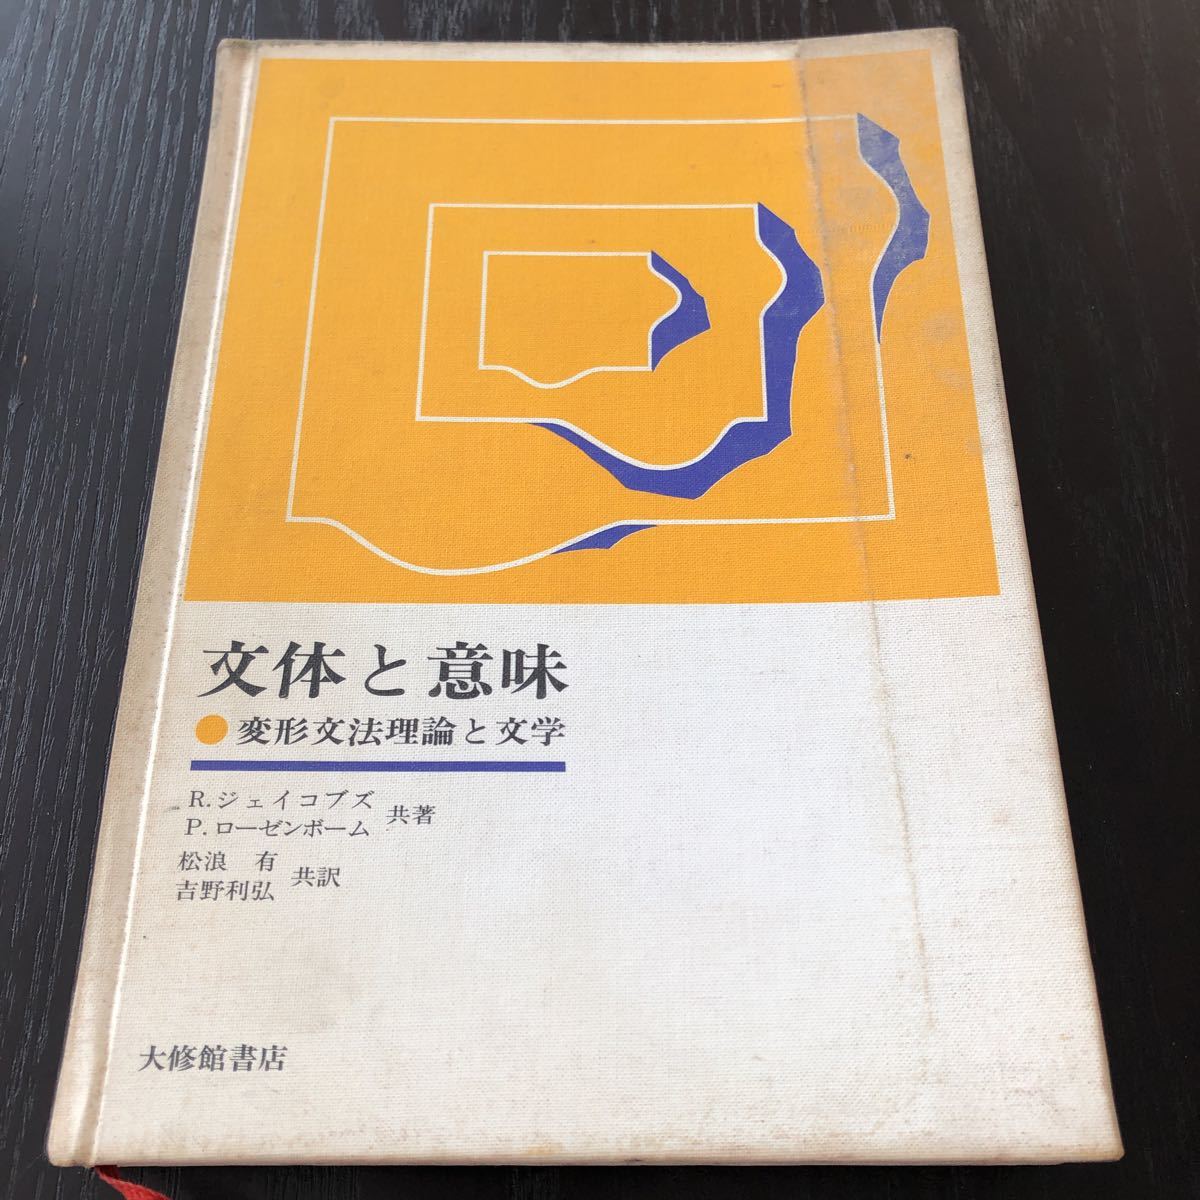 文体と意味
●変形文法理論と文学
R.ジェイコブズ
P.ローゼンボーム
共著
松浪 有
吉野利弘
共訳
大修館書店